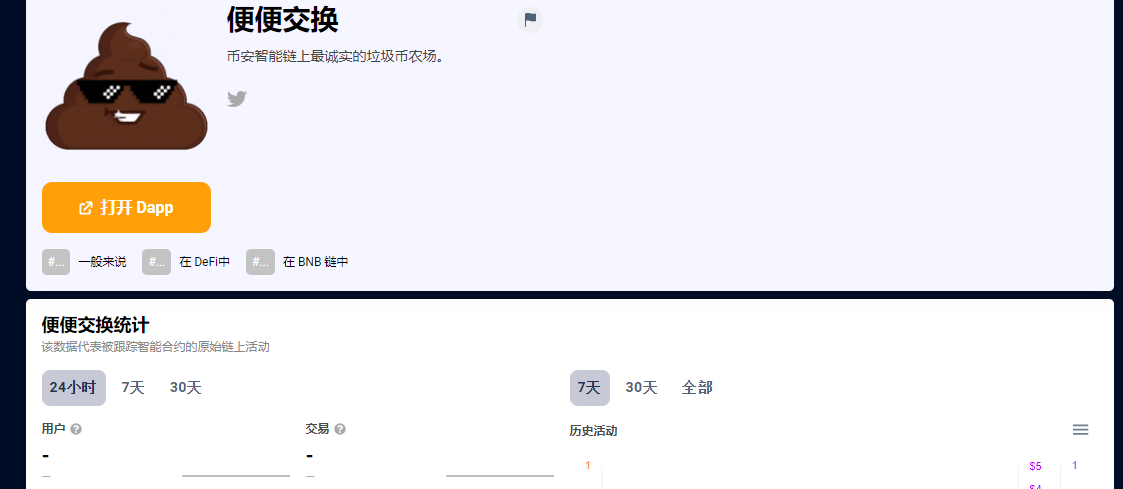 便便交换
币安智能链上最诚实的垃圾币农场。
打开 Dapp
#... 一般来说 #... 在 DeFi中 #... 在 BNB 链中
便便交换统计
该数据代表被跟踪智能合约的原始链上活动
24小时 7天 30天
7天 30天 全部
用户 ? 交易 ?
- -
历史活动
1 $5 1
$4